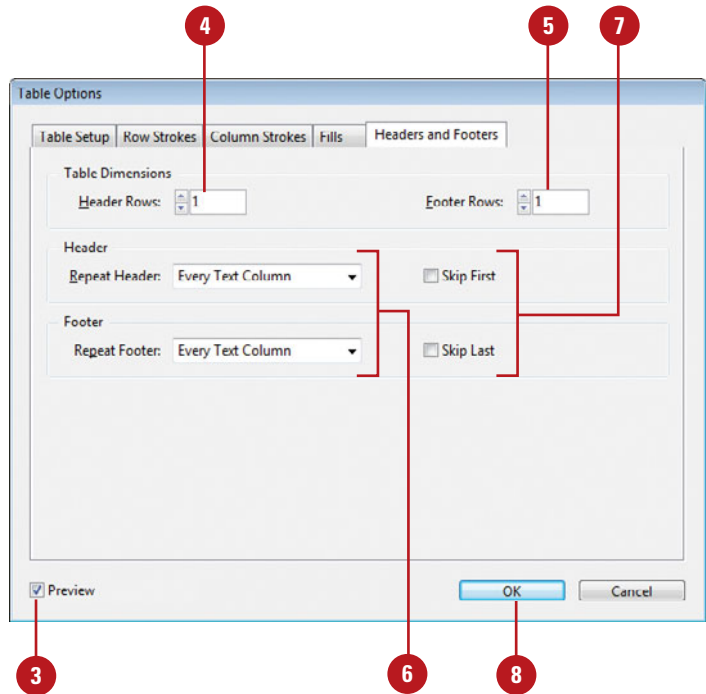 4 5 7
Table Options
Table Setup Row Strokes Column Strokes Fills Headers and Footers
Table Dimensions
Header Rows: 1 Footer Rows: 1
Header
Repeat Header: Every Text Column Skip First
Footer
Repeat Footer: Every Text Column Skip Last
Preview OK Cancel
3 6 8